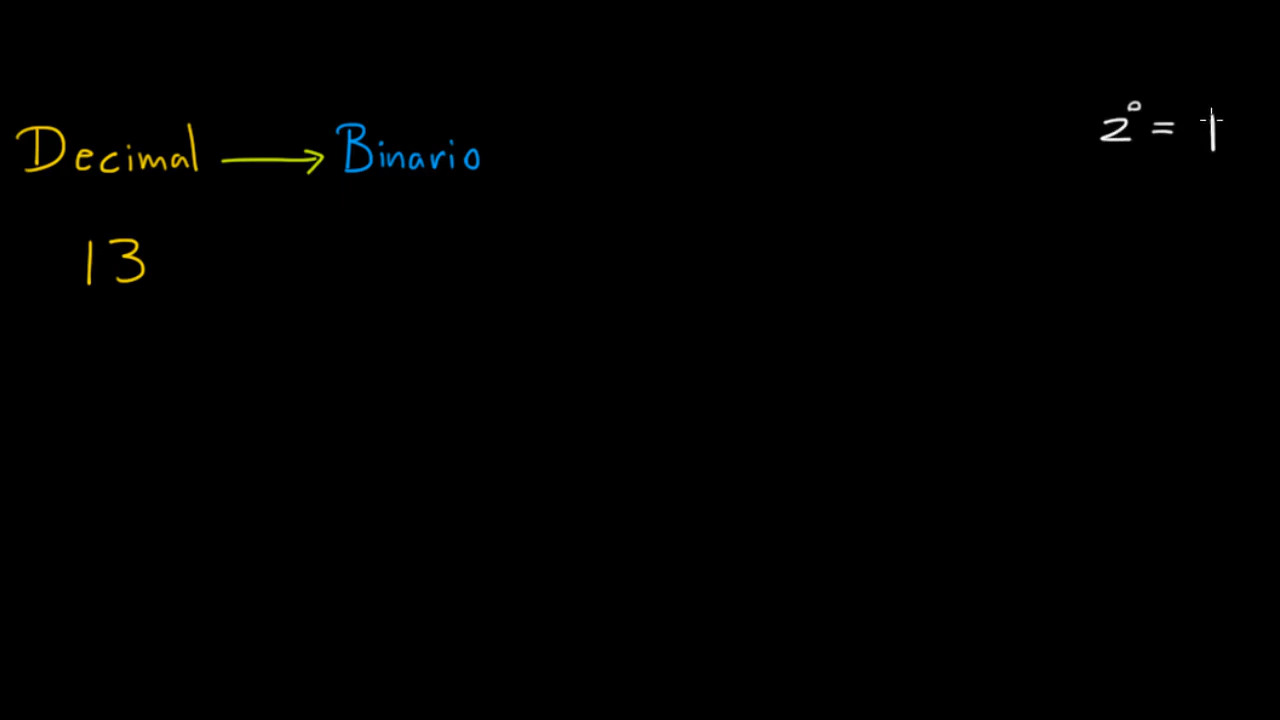 Decimal → Binario
2⁰ = 1
13